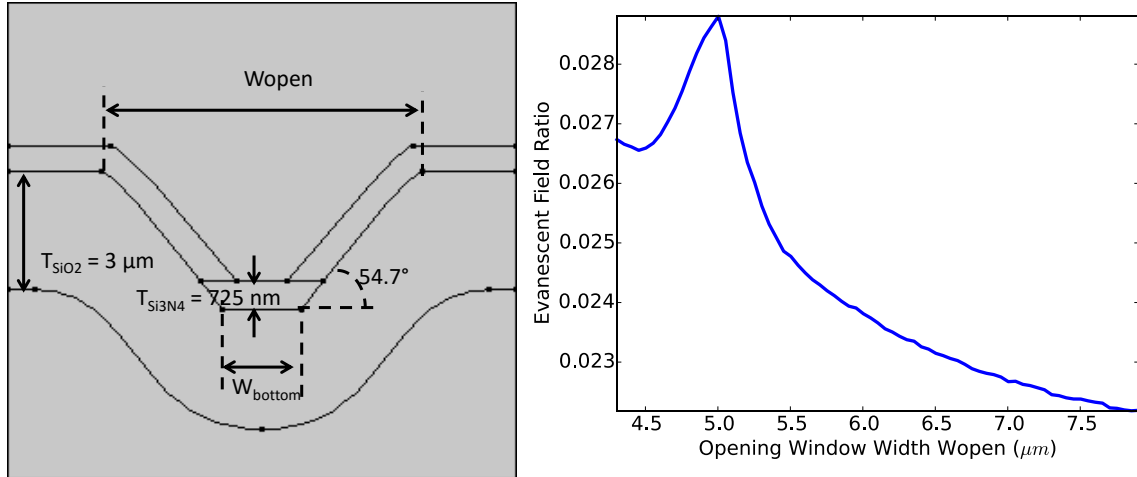 Wopen
T_SiO2 = 3 μm
54.7°
T_Si3N4 = 725 nm
W_bottom
Evanescent Field Ratio
0.028
0.027
0.026
0.025
0.024
0.023
4.5 5.0 5.5 6.0 6.5 7.0 7.5
Opening Window Width Wopen (μm)